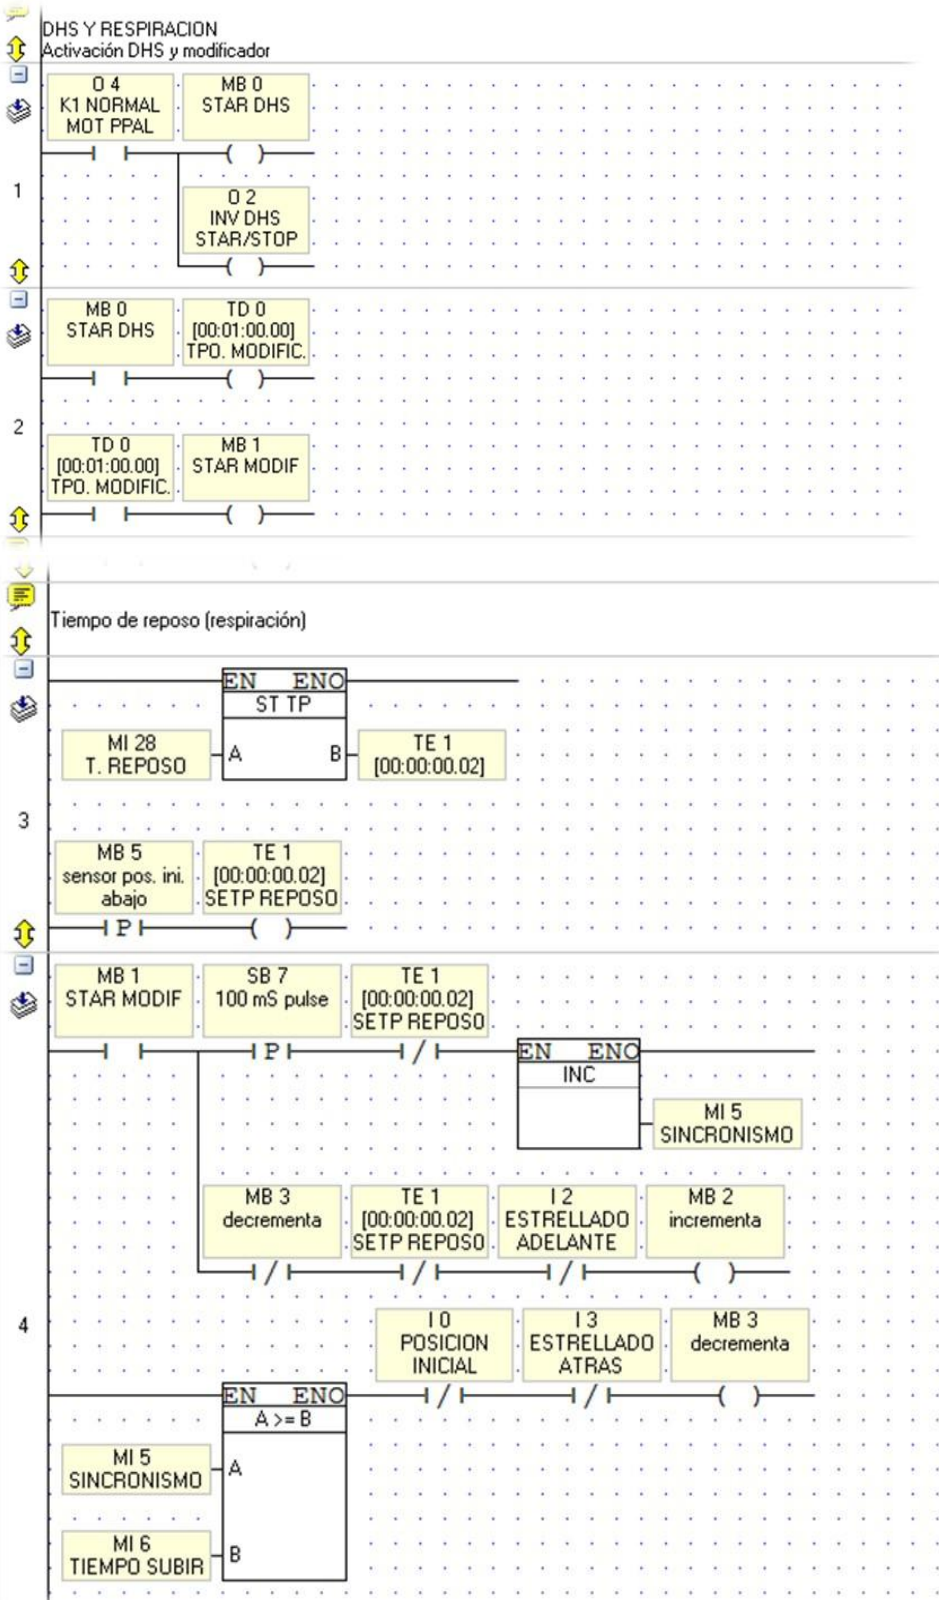 DHS Y RESPIRACION
Activación DHS y modificador
O 4
K1 NORMAL
MOT PPAL
MB 0
STAR DHS
1
O 2
INV DHS
STAR/STOP
MB 0
STAR DHS
TD 0
[00:01:00.00]
TPO. MODIFIC.
2
TD 0
[00:01:00.00]
TPO. MODIFIC.
MB 1
STAR MODIF
Tiempo de reposo (respiración)
EN ENO
ST TP
MI 28
T. REPOSO
A
B
TE 1
[00:00:00.02]
3
MB 5
sensor pos. ini.
abajo
P
TE 1
[00:00:00.02]
SETP REPOSO
MB 1
STAR MODIF
SB 7
100 mS pulse
P
TE 1
[00:00:00.02]
SETP REPOSO
EN ENO
INC
MI 5
SINCRONISMO
MB 3
decrementa
TE 1
[00:00:00.02]
SETP REPOSO
I 2
ESTRELLADO
ADELANTE
MB 2
incrementa
4
I 0
POSICION
INICIAL
I 3
ESTRELLADO
ATRAS
MB 3
decrementa
EN ENO
A >= B
MI 5
SINCRONISMO
A
MI 6
TIEMPO SUBIR
B